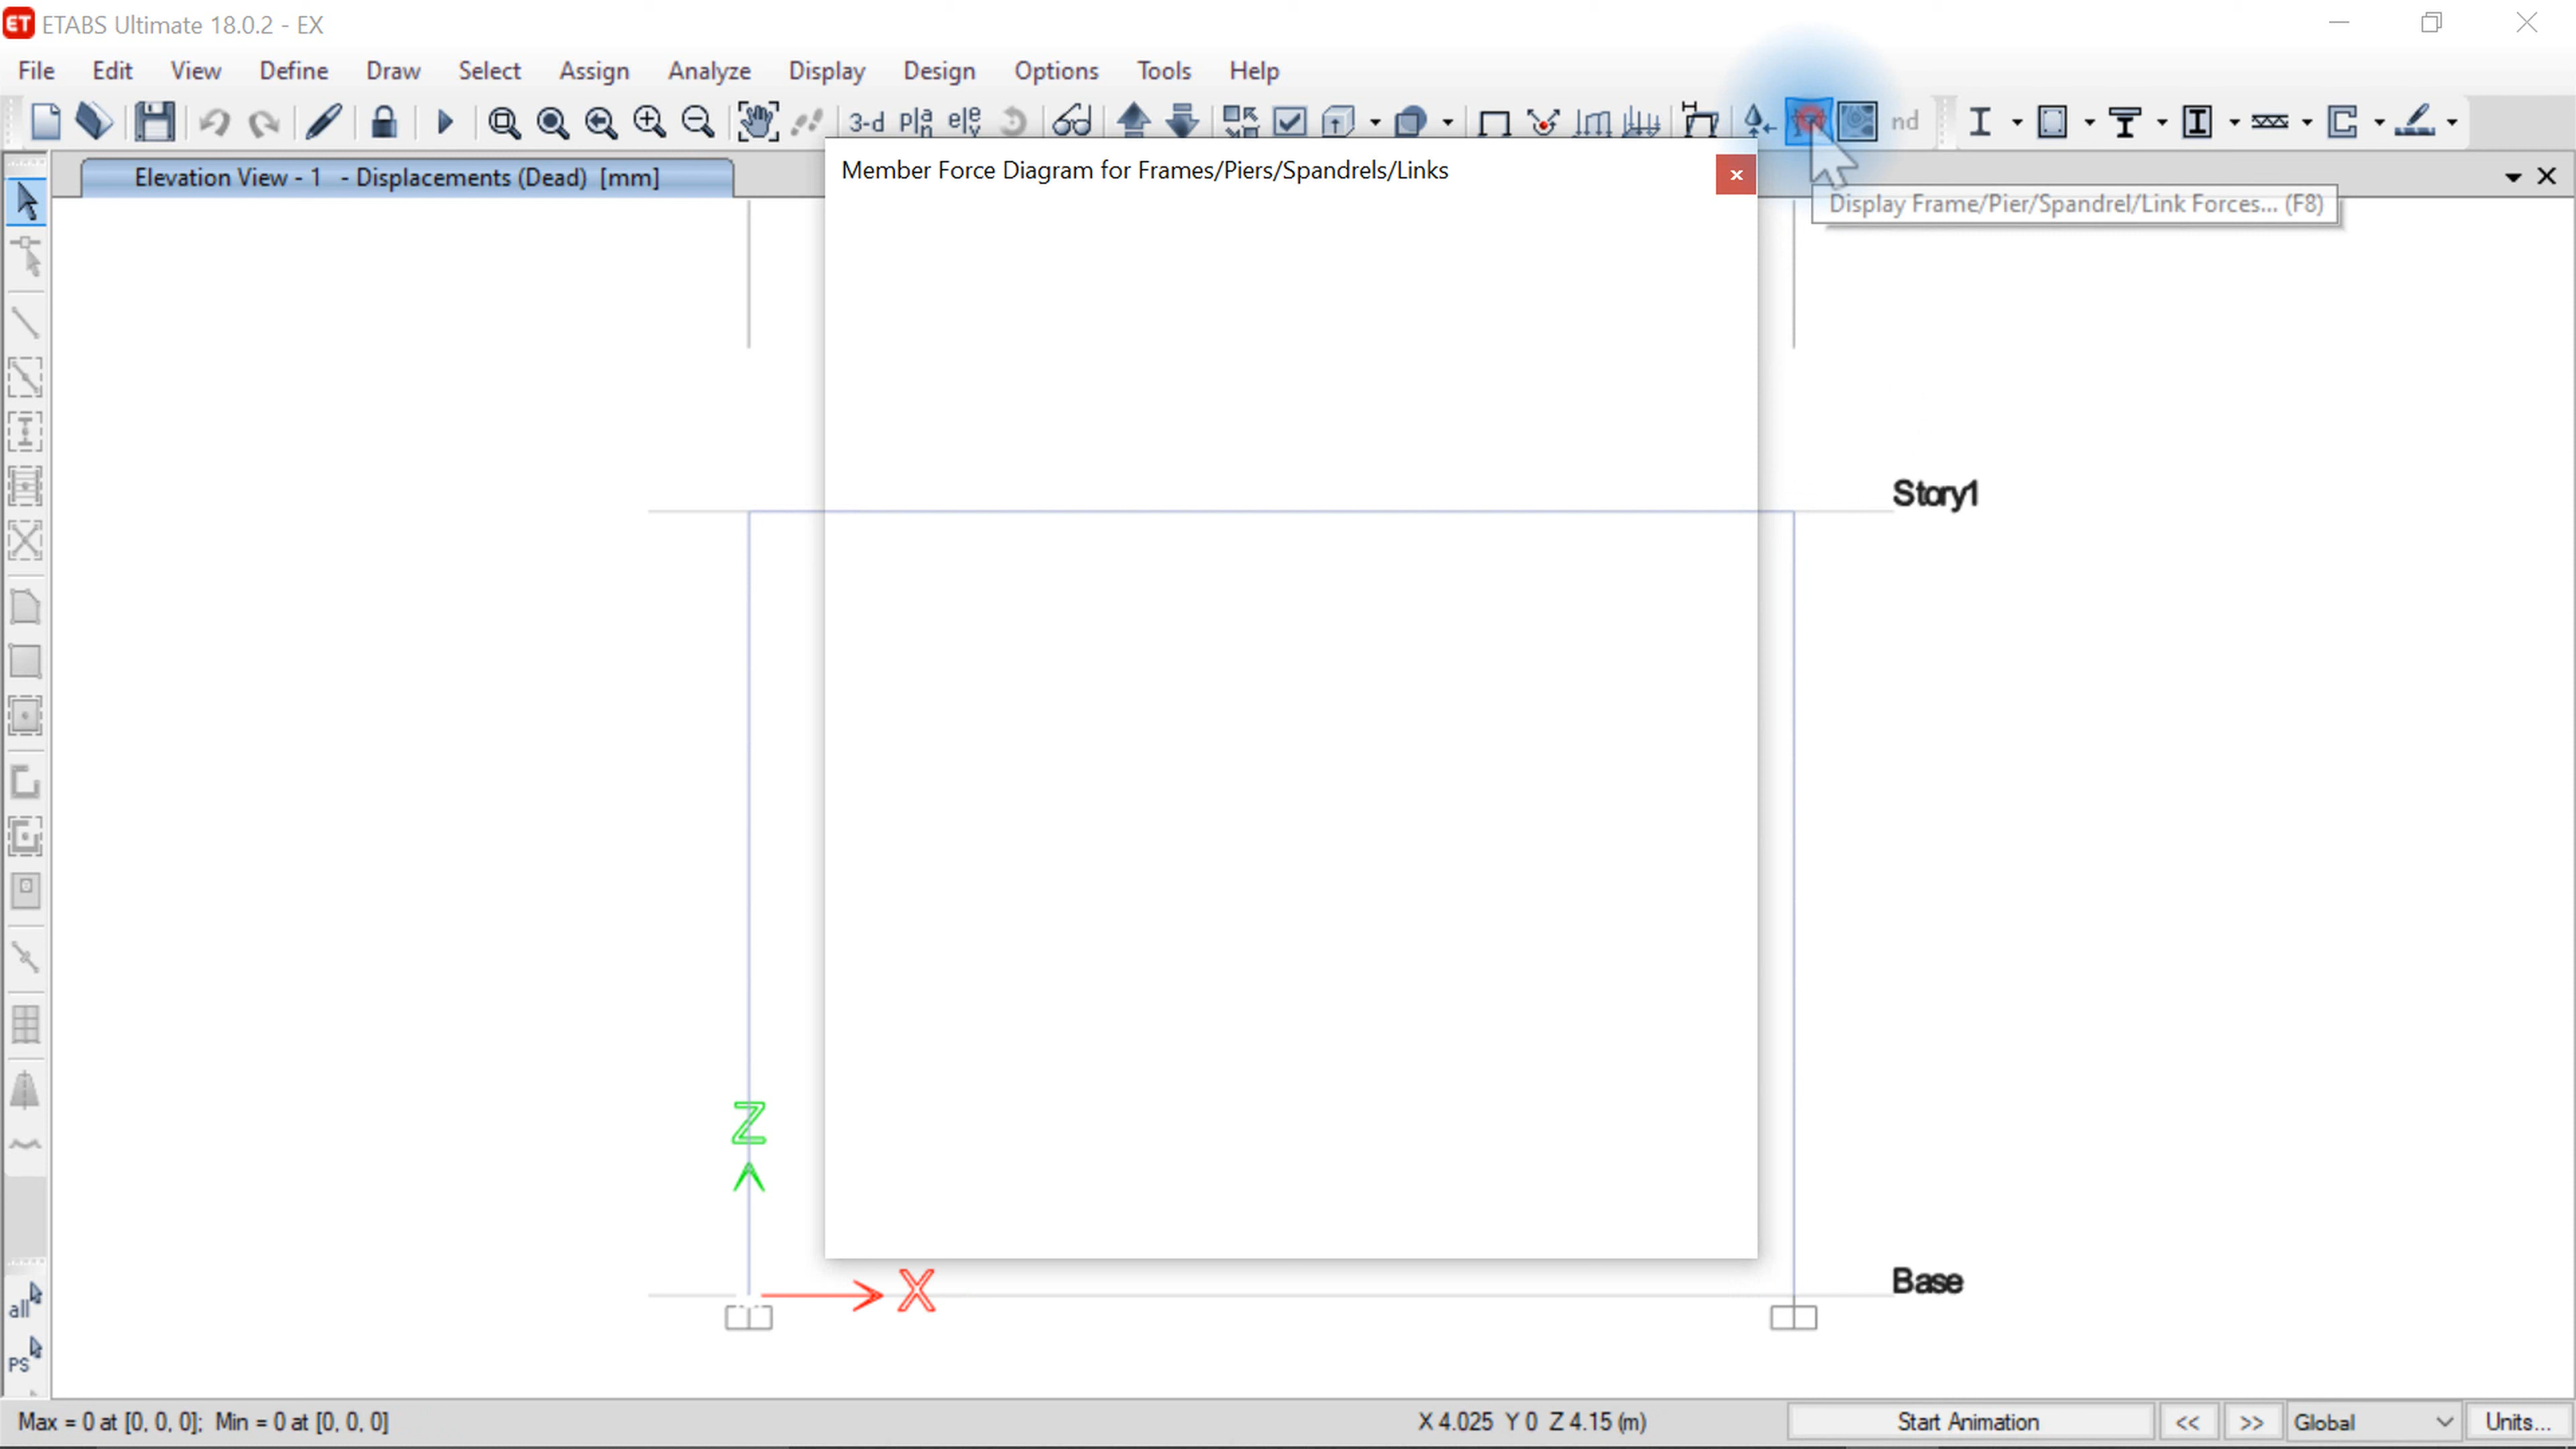 ET ETABS Ultimate 18.0.2 - EX
File Edit View Define Draw Select Assign Analyze Display Design Options Tools Help
3-d nd
Elevation View - 1 - Displacements (Dead) [mm]
Member Force Diagram for Frames/Piers/Spandrels/Links
Display Frame/Pier/Spandrel/Link Forces... (F8)
Story1
Z
X
Base
all
PS
Max = 0 at [0, 0, 0]; Min = 0 at [0, 0, 0]
X 4.025 Y 0 Z 4.15 (m)
Start Animation << >> Global Units...